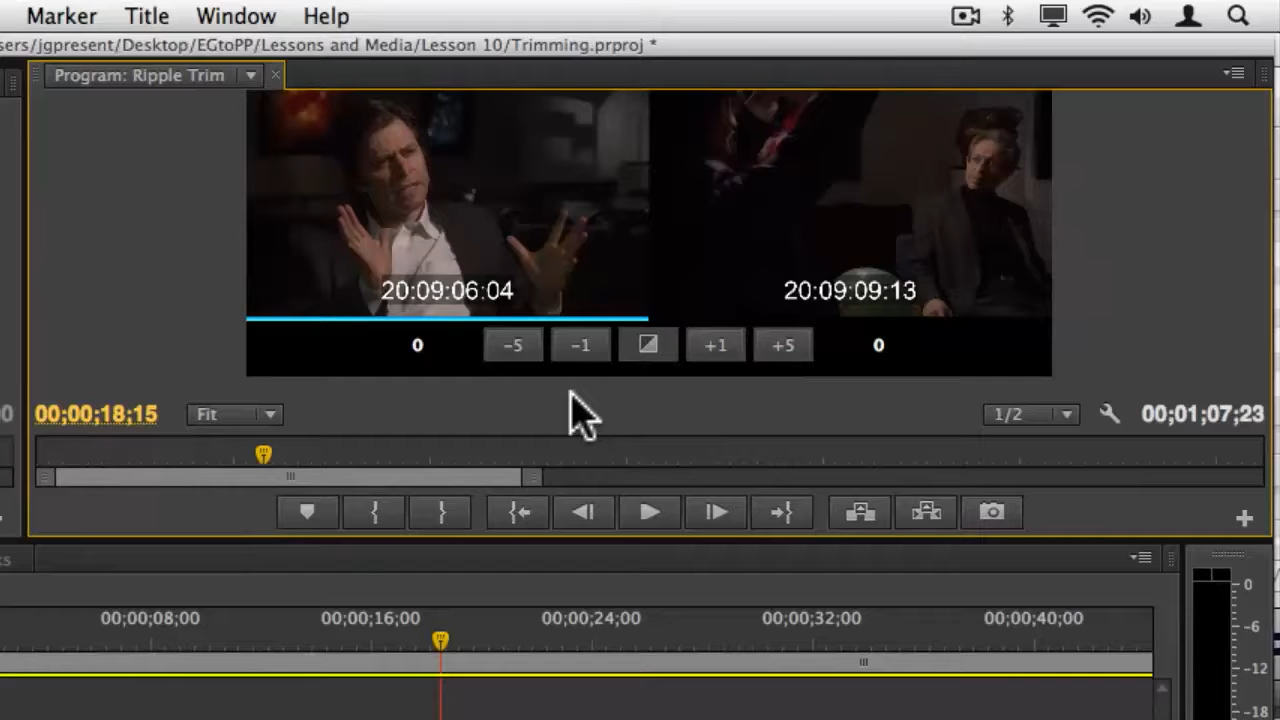 Marker Title Window Help
sers/jgpresent/Desktop/EGtoPP/Lessons and Media/Lesson 10/Trimming.prproj *
Program: Ripple Trim
20:09:06:04 20:09:09:13
0 -5 -1 +1 +5 0
00;00;18;15 Fit 1/2 00;01;07;23
00;00;08;00 00;00;16;00 00;00;24;00 00;00;32;00 00;00;40;00
0
-6
-12
-18